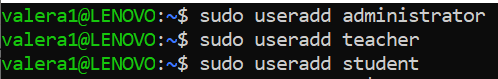 valera1@LENOVO:~$ sudo useradd administrator
valera1@LENOVO:~$ sudo useradd teacher
valera1@LENOVO:~$ sudo useradd student